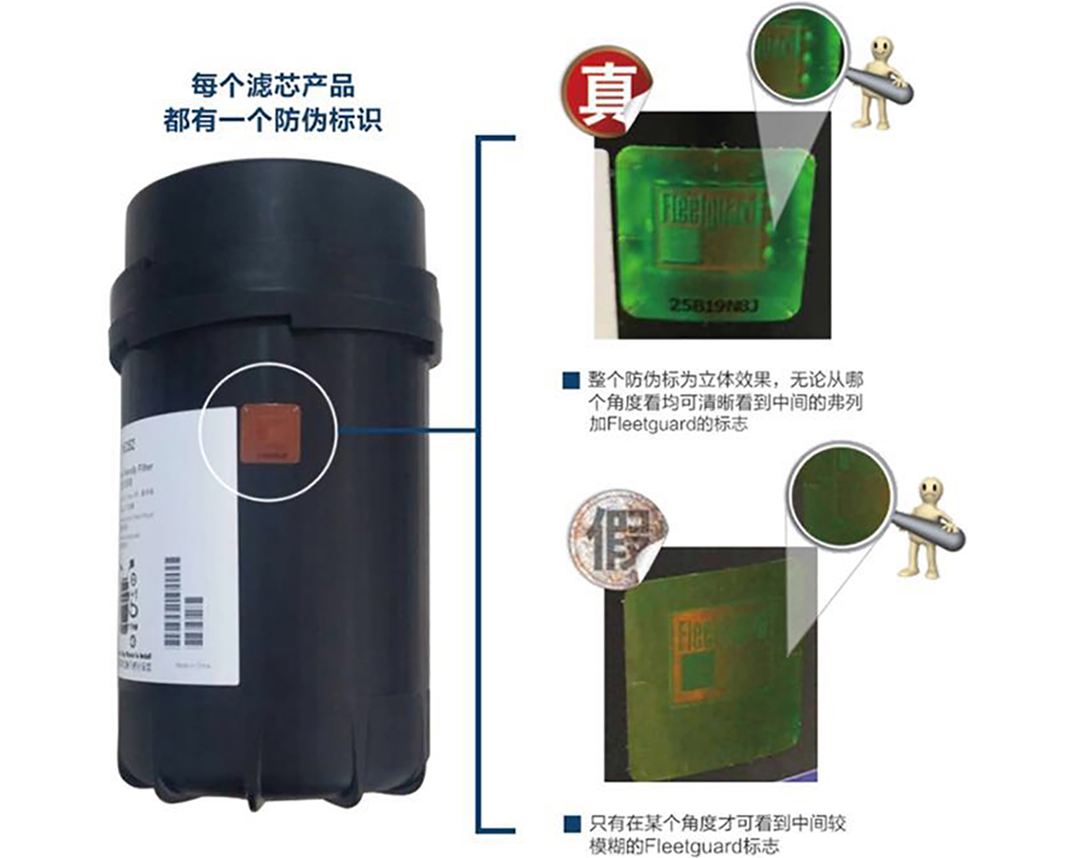 每个滤芯产品
都有一个防伪标识
真
Fleetguard
25819N8J
整个防伪标为立体效果，无论从哪
个角度看均可清晰看到中间的弗列
加Fleetguard的标志
假
Fleetguard
只有在某个角度才可看到中间较
模糊的Fleetguard标志
Filter